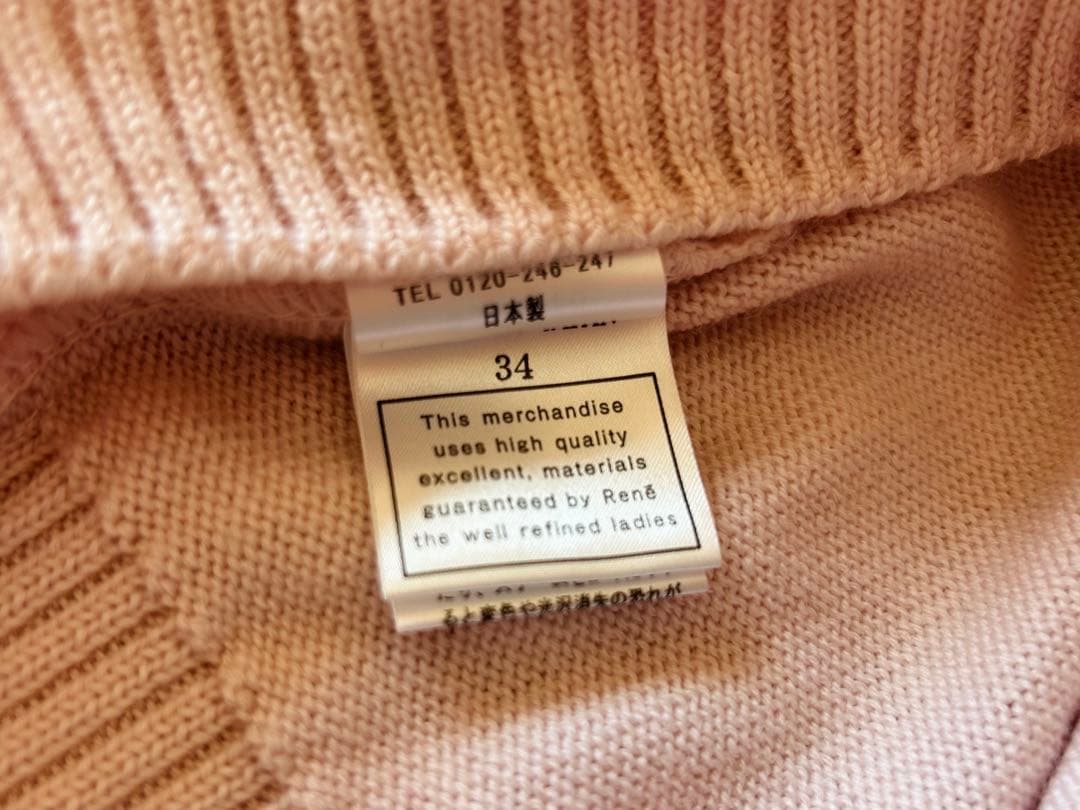 TEL 0120-246-247
日本製
34
This merchandise
uses high quality
excellent, materials
guaranteed by René
the well refined ladies
ると変色や光沢消失の恐れが